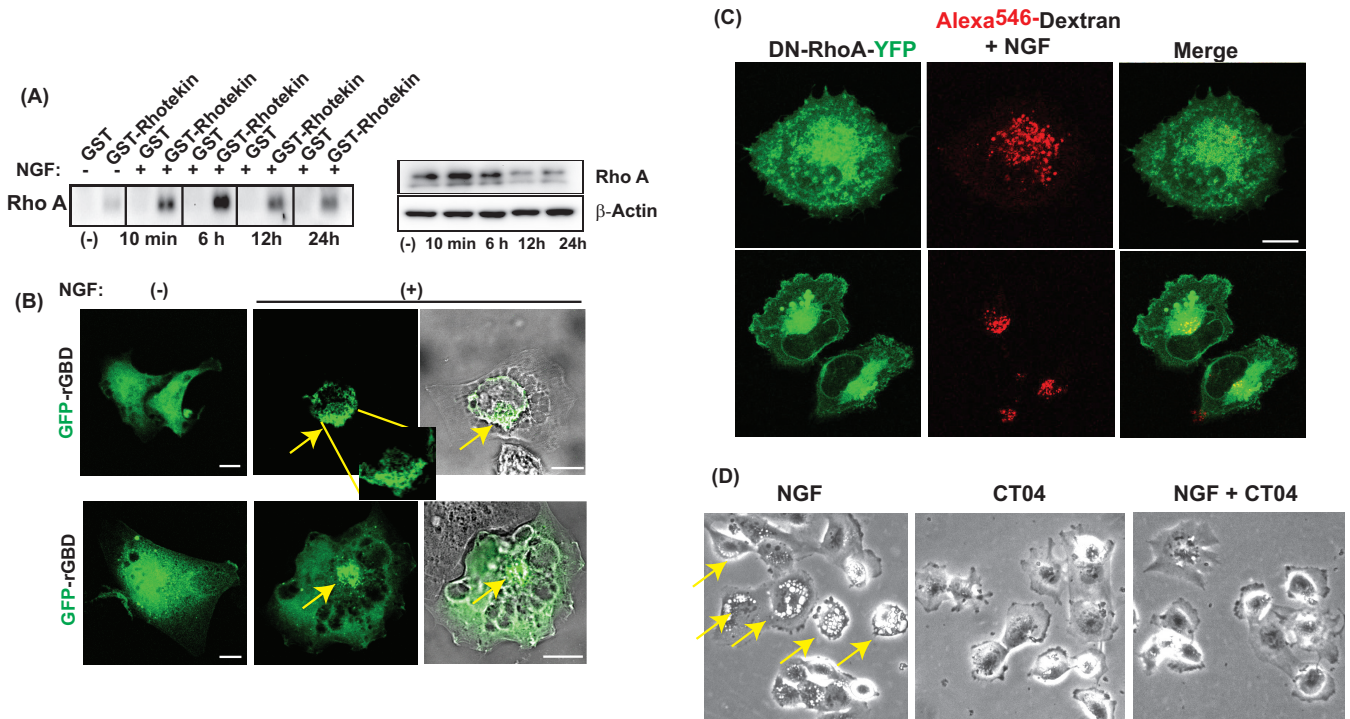 (A)
GST GST-Rhotekin GST GST-Rhotekin GST GST-Rhotekin GST GST-Rhotekin GST GST-Rhotekin
NGF: - - + + + + + + + +
Rho A
(-) 10 min 6 h 12h 24h
Rho A
β-Actin
(-) 10 min 6 h 12h 24h
(B)
NGF: (-) (+)
GFP-rGBD
GFP-rGBD
(C)
Alexa546-Dextran
DN-RhoA-YFP + NGF Merge
(D)
NGF CT04 NGF + CT04